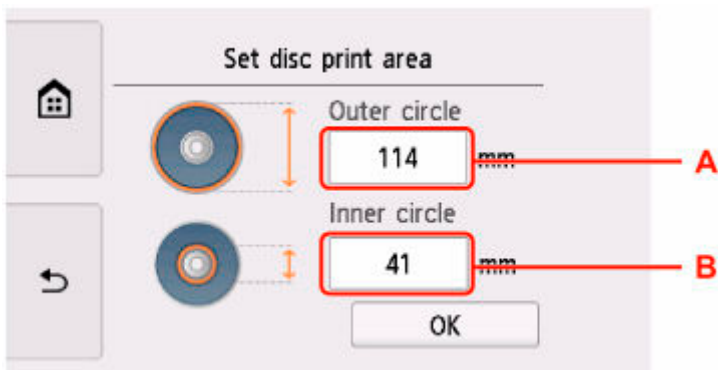 Set disc print area
Outer circle
114 mm
A
Inner circle
41 mm
B
OK